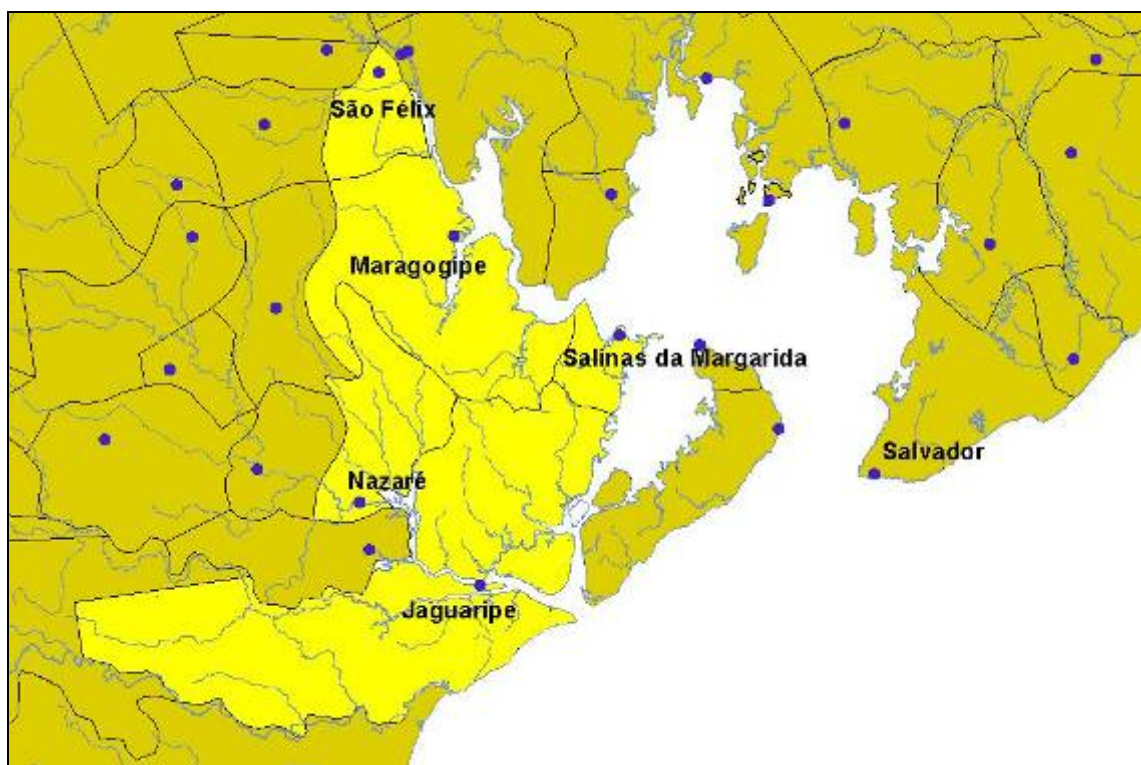 São Félix
Maragogipe
Salinas da Margarida
Salvador
Nazaré
Jaguaripe